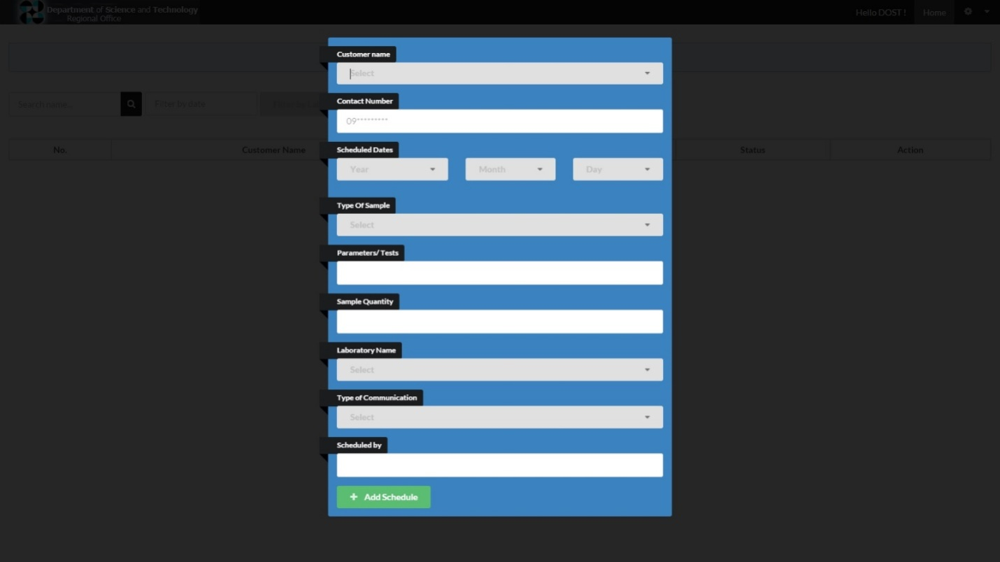 Department of Science and Technology
Regional Office
Hello DOST !
Home
Search name...
Filter by date
No.
Customer Name
Status
Action
Customer name
Select
Contact Number
09*********
Scheduled Dates
Year
Month
Day
Type Of Sample
Select
Parameters/ Tests
Sample Quantity
Laboratory Name
Select
Type of Communication
Select
Scheduled by
+ Add Schedule